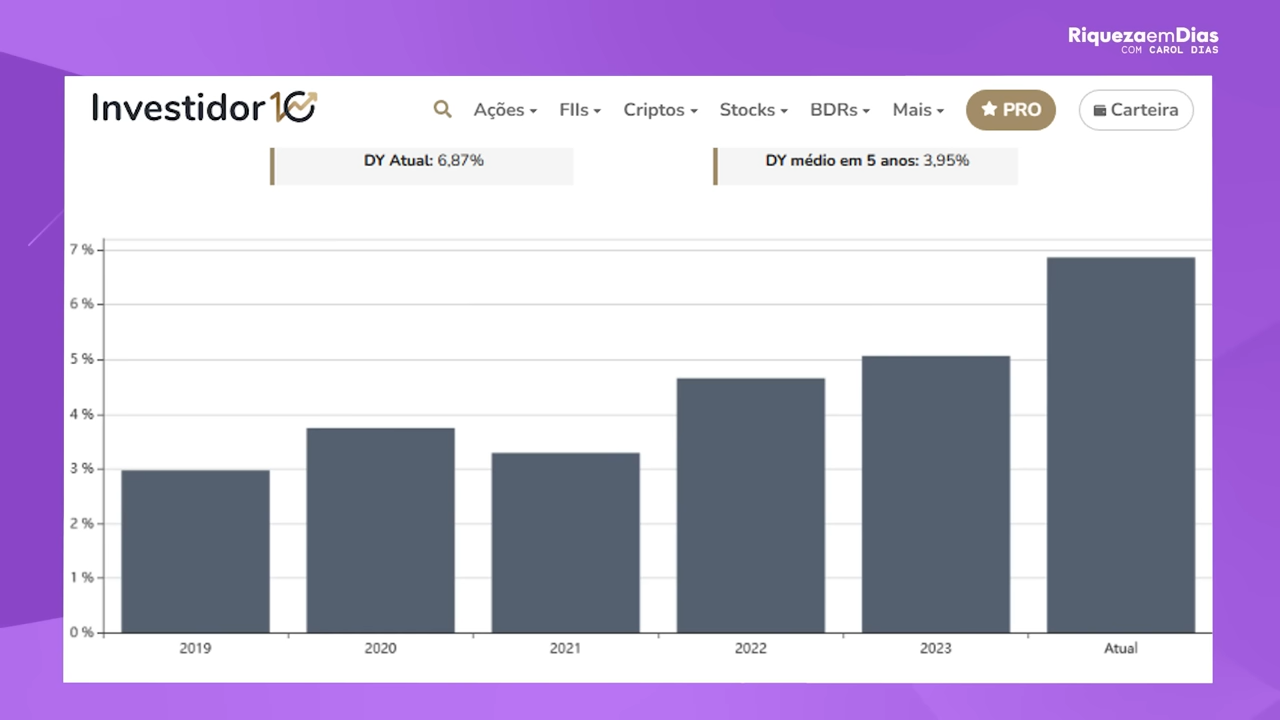 RiquezaemDias
COM CAROL DIAS
Investidor10
Ações
FIIs
Criptos
Stocks
BDRs
Mais
PRO
Carteira
DY Atual: 6,87%
DY médio em 5 anos: 3,95%
7 %
6 %
5 %
4 %
3 %
2 %
1 %
0 %
2019
2020
2021
2022
2023
Atual